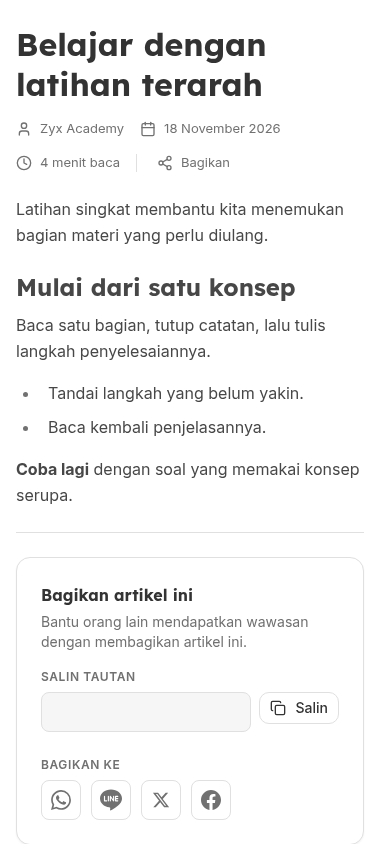 Belajar dengan
latihan terarah
Zyx Academy 18 November 2026
4 menit baca Bagikan
Latihan singkat membantu kita menemukan
bagian materi yang perlu diulang.
Mulai dari satu konsep
Baca satu bagian, tutup catatan, lalu tulis
langkah penyelesaiannya.
• Tandai langkah yang belum yakin.
• Baca kembali penjelasannya.
Coba lagi dengan soal yang memakai konsep
serupa.
Bagikan artikel ini
Bantu orang lain mendapatkan wawasan
dengan membagikan artikel ini.
SALIN TAUTAN
Salin
BAGIKAN KE
LINE